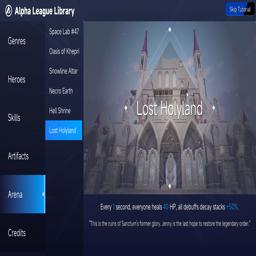 Alpha League Library
Skip Tutorial
Genres
Heroes
Skills
Artifacts
Arena
Credits
Space Lab #47
Oasis of Khepri
Snowline Altar
Necro Earth
Hell Shrine
Lost Holyland
Lost Holyland
Every 1 second, everyone heals 40 HP, all debuffs decay stacks +50%.
"This is the ruins of Sanctum's former glory. Jenny is the last hope to restore the legendary order."